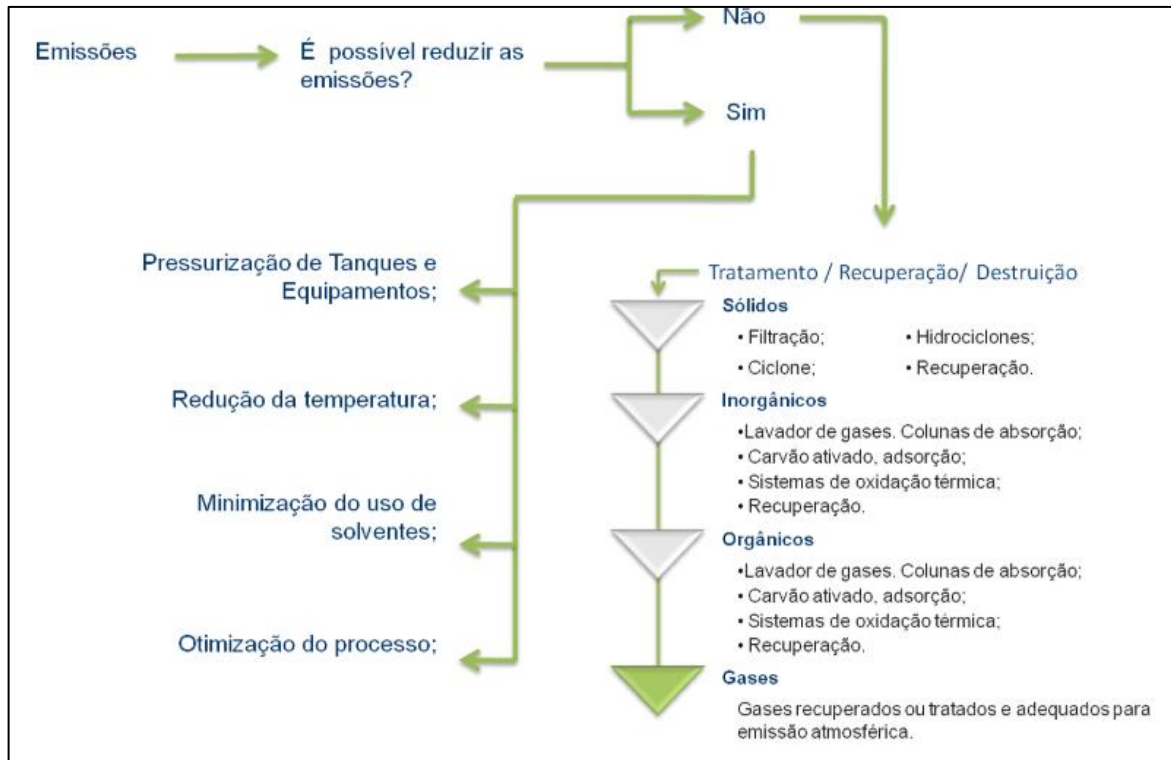 Emissões
É possível reduzir as
emissões?
Não
Sim
Pressurização de Tanques e
Equipamentos;
Redução da temperatura;
Minimização do uso de
solventes;
Otimização do processo;
Tratamento / Recuperação/ Destruição
Sólidos
• Filtração;
• Hidrociclones;
• Ciclone;
• Recuperação.
Inorgânicos
•Lavador de gases. Colunas de absorção;
• Carvão ativado, adsorção;
• Sistemas de oxidação térmica;
• Recuperação.
Orgânicos
•Lavador de gases. Colunas de absorção;
• Carvão ativado, adsorção;
• Sistemas de oxidação térmica;
• Recuperação.
Gases
Gases recuperados ou tratados e adequados para
emissão atmosférica.